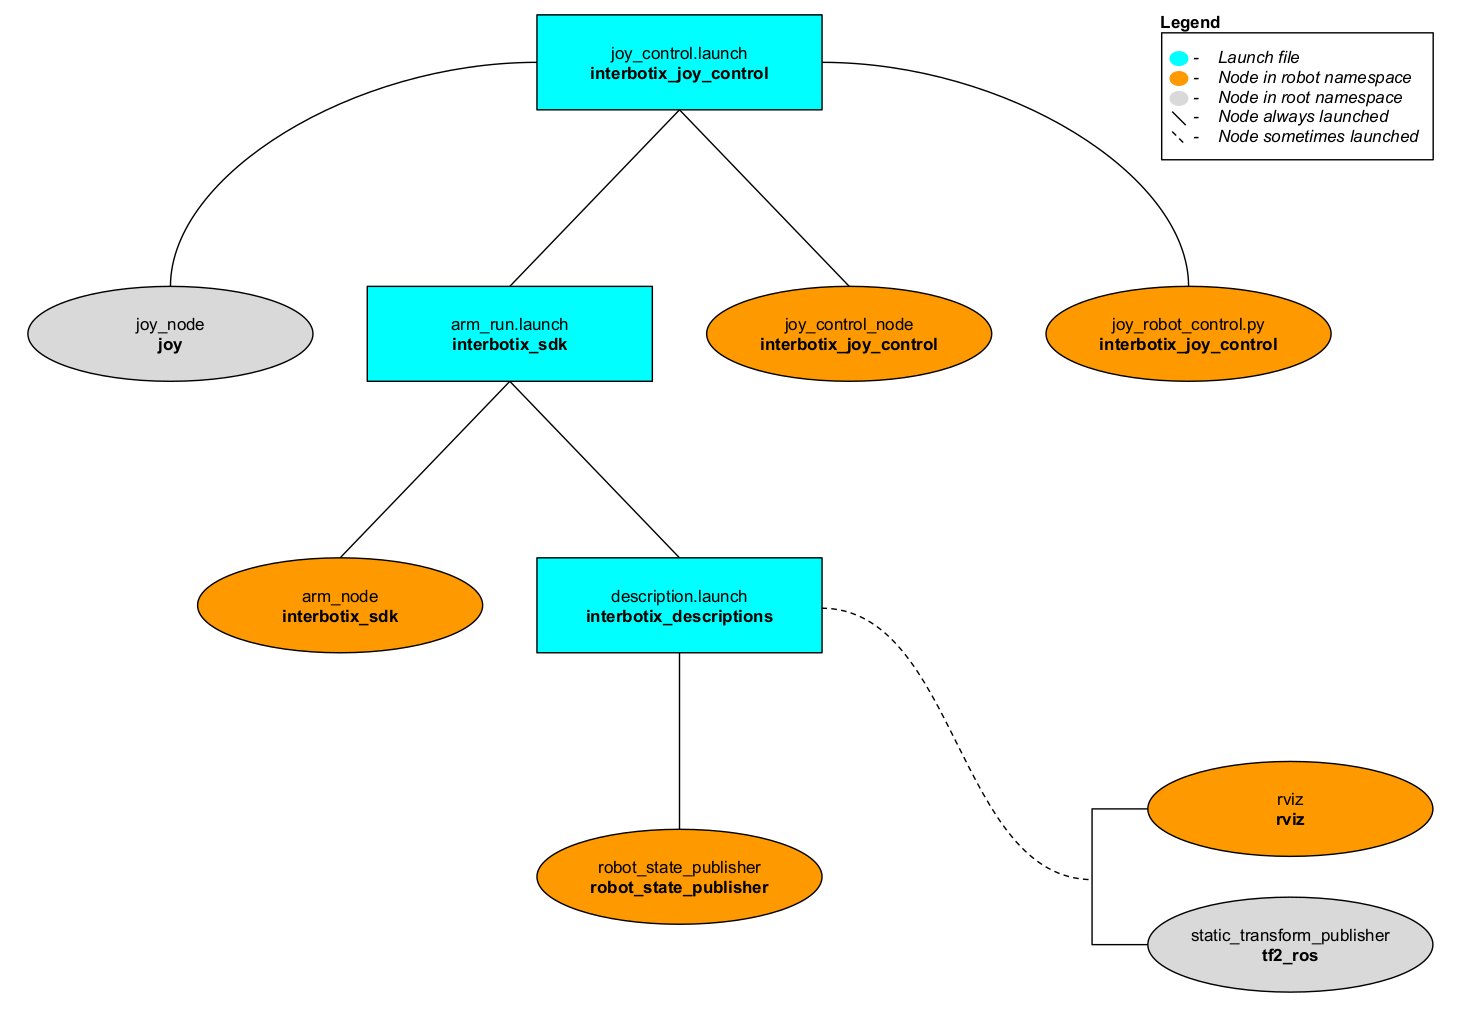 joy_control.launch
interbotix_joy_control
Legend
- Launch file
- Node in robot namespace
- Node in root namespace
- Node always launched
- Node sometimes launched
joy_node
joy
arm_run.launch
interbotix_sdk
joy_control_node
interbotix_joy_control
joy_robot_control.py
interbotix_joy_control
arm_node
interbotix_sdk
description.launch
interbotix_descriptions
rviz
rviz
robot_state_publisher
robot_state_publisher
static_transform_publisher
tf2_ros